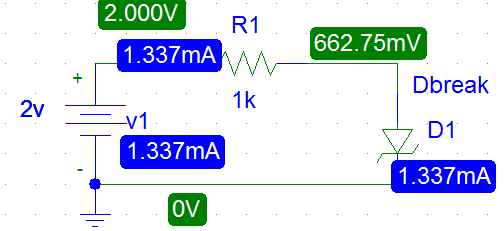 2.000V
R1
1.337mA
662.75mV
+
Dbreak
2v
1k
v1
D1
1.337mA
-
1.337mA
0V